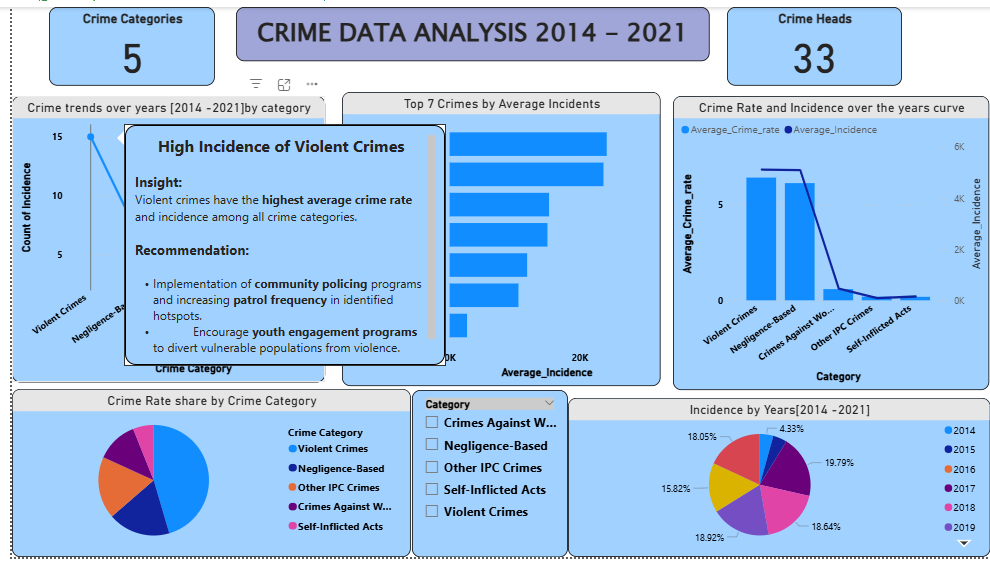 Crime Categories
5
CRIME DATA ANALYSIS 2014 - 2021
Crime Heads
33
Crime trends over years [2014 -2021]by category
15
10
5
Count of Incidence
Violent Crimes
Negligence-Ba
Crime Category
High Incidence of Violent Crimes
Insight:
Violent crimes have the highest average crime rate
and incidence among all crime categories.
Recommendation:
• Implementation of community policing programs
and increasing patrol frequency in identified
hotspots.
• Encourage youth engagement programs
to divert vulnerable populations from violence.
Top 7 Crimes by Average Incidents
0K
20K
Average_Incidence
Crime Rate and Incidence over the years curve
Average_Crime_rate
Average_Incidence
6K
4K
2K
0K
5
0
Average_Crime_rate
Average_Incidence
Violent Crimes
Negligence-Based
Crimes Against Wo...
Other IPC Crimes
Self-Inflicted Acts
Category
Crime Rate share by Crime Category
Crime Category
Violent Crimes
Negligence-Based
Other IPC Crimes
Crimes Against W...
Self-Inflicted Acts
Category
Crimes Against W...
Negligence-Based
Other IPC Crimes
Self-Inflicted Acts
Violent Crimes
Incidence by Years[2014 -2021]
4.33%
19.79%
18.64%
18.92%
15.82%
18.05%
2014
2015
2016
2017
2018
2019